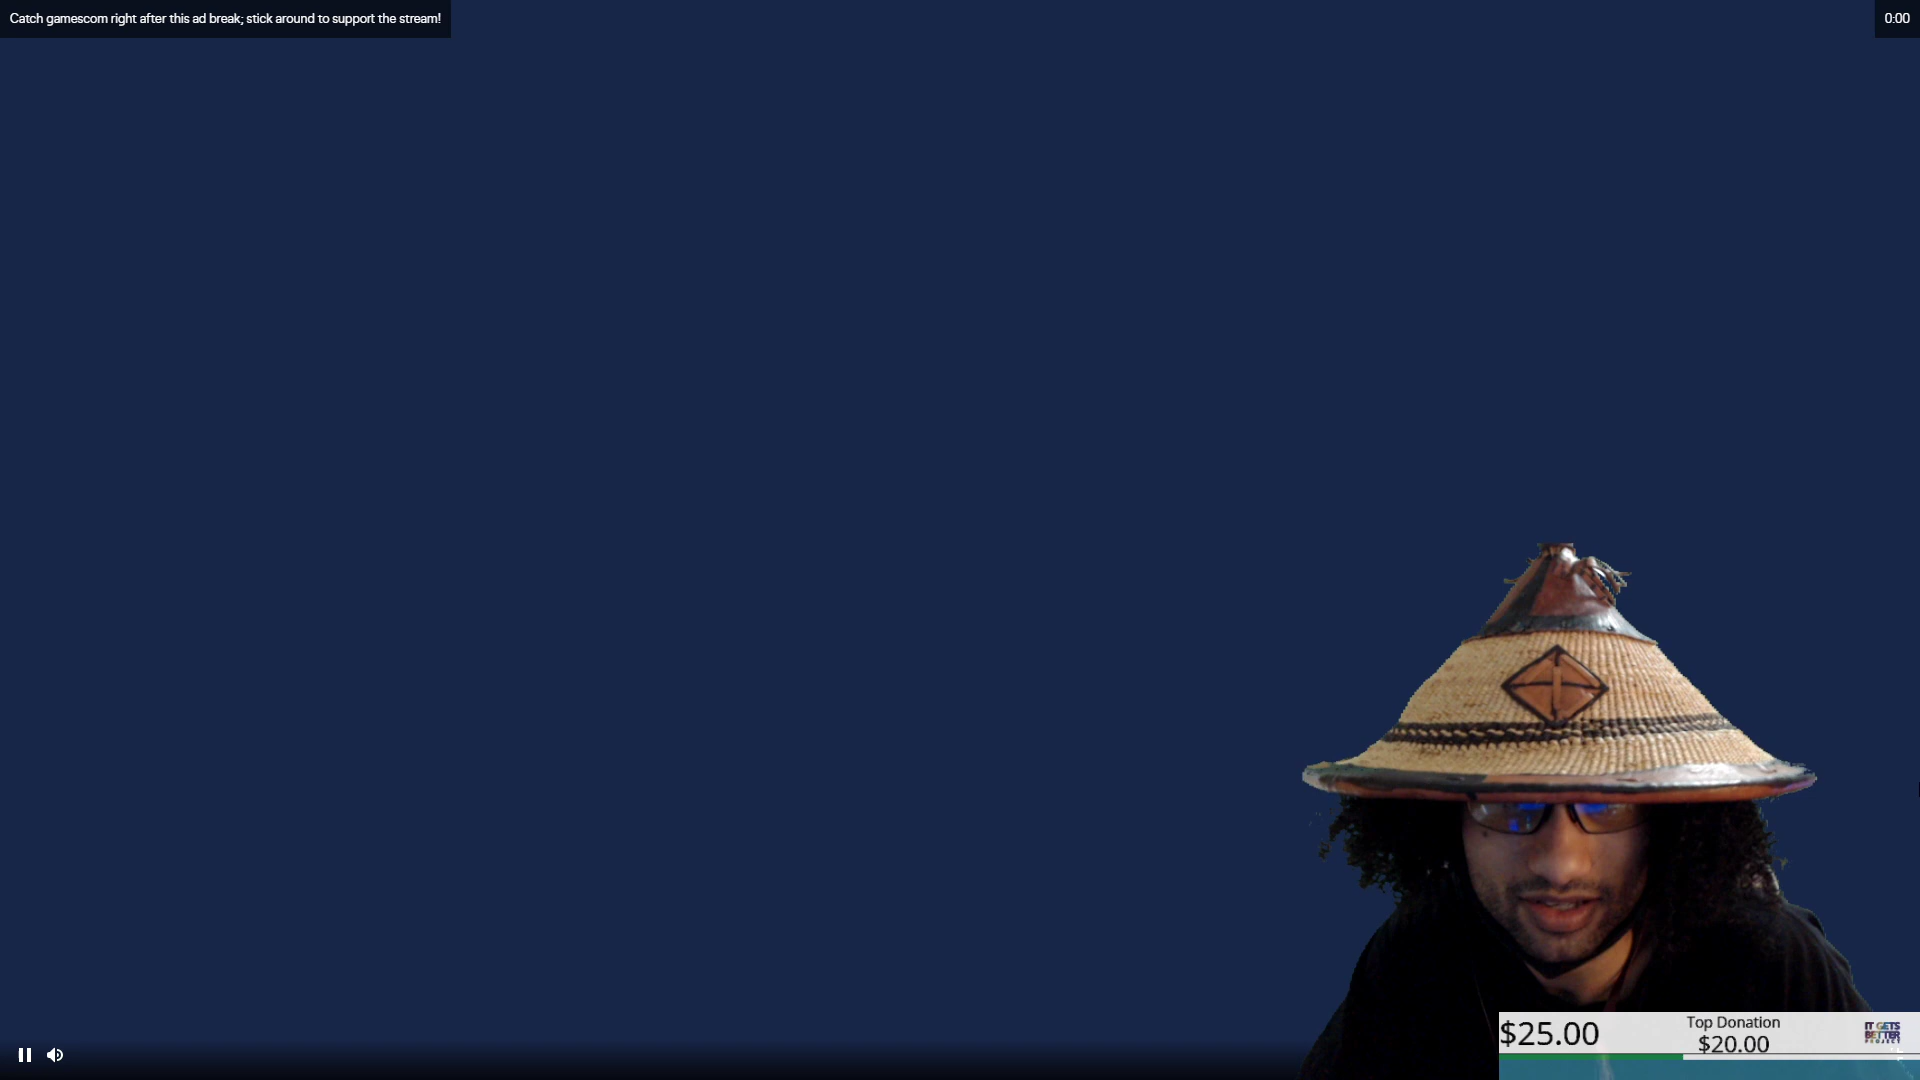 Catch gamescom right after this ad break; stick around to support the stream!
0:00
$25.00
Top Donation
$20.00
IT GETS
BETTER
PROJECT